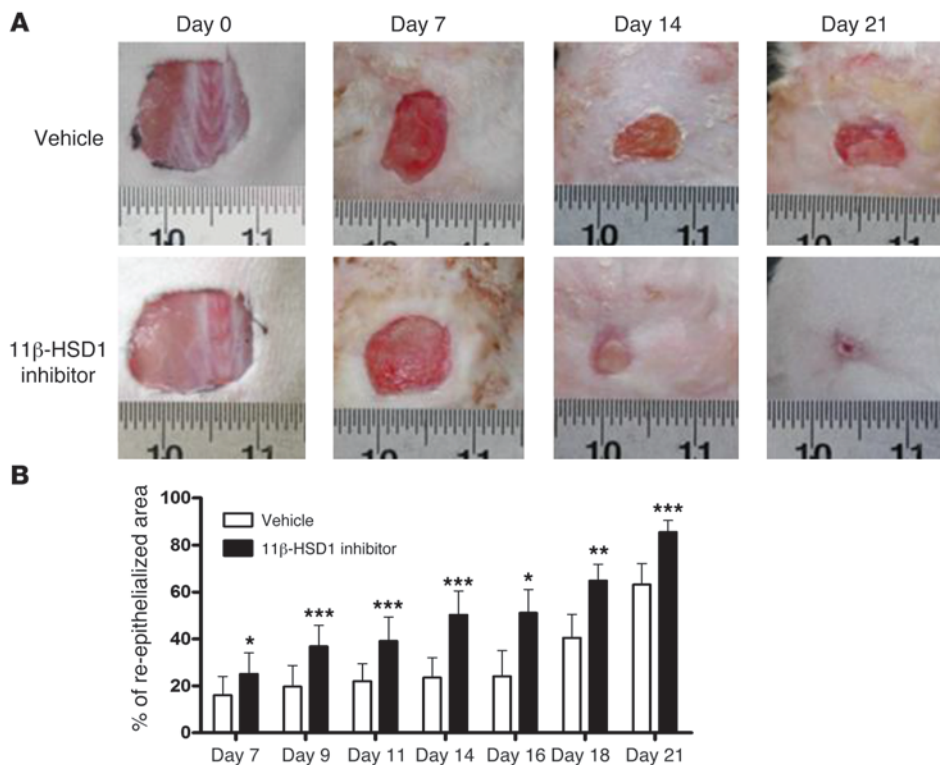 A
Day 0 Day 7 Day 14 Day 21
Vehicle
10 11
10 11
10 11
10 11
11β-HSD1
inhibitor
10 11
10 11
10 11
10 11
B
% of re-epithelialized area
100
80
60
40
20
0
Vehicle
11β-HSD1 inhibitor
* *** *** *** * ** ***
Day 7 Day 9 Day 11 Day 14 Day 16 Day 18 Day 21